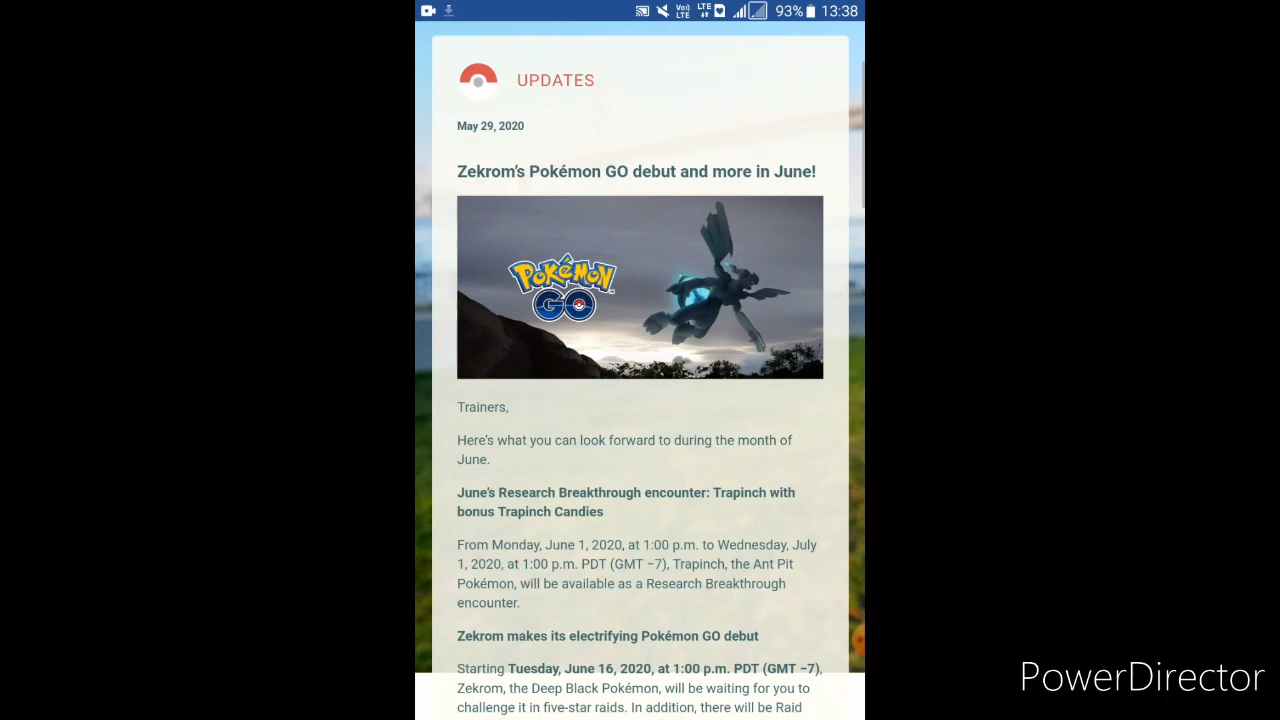 Vol) LTE LTE 93% 13:38
UPDATES
May 29, 2020
Zekrom's Pokémon GO debut and more in June!
POKéMON
GO
Trainers,
Here's what you can look forward to during the month of
June.
June's Research Breakthrough encounter: Trapinch with
bonus Trapinch Candies
From Monday, June 1, 2020, at 1:00 p.m. to Wednesday, July
1, 2020, at 1:00 p.m. PDT (GMT −7), Trapinch, the Ant Pit
Pokémon, will be available as a Research Breakthrough
encounter.
Zekrom makes its electrifying Pokémon GO debut
Starting Tuesday, June 16, 2020, at 1:00 p.m. PDT (GMT −7),
Zekrom, the Deep Black Pokémon, will be waiting for you to
challenge it in five-star raids. In addition, there will be Raid
PowerDirector